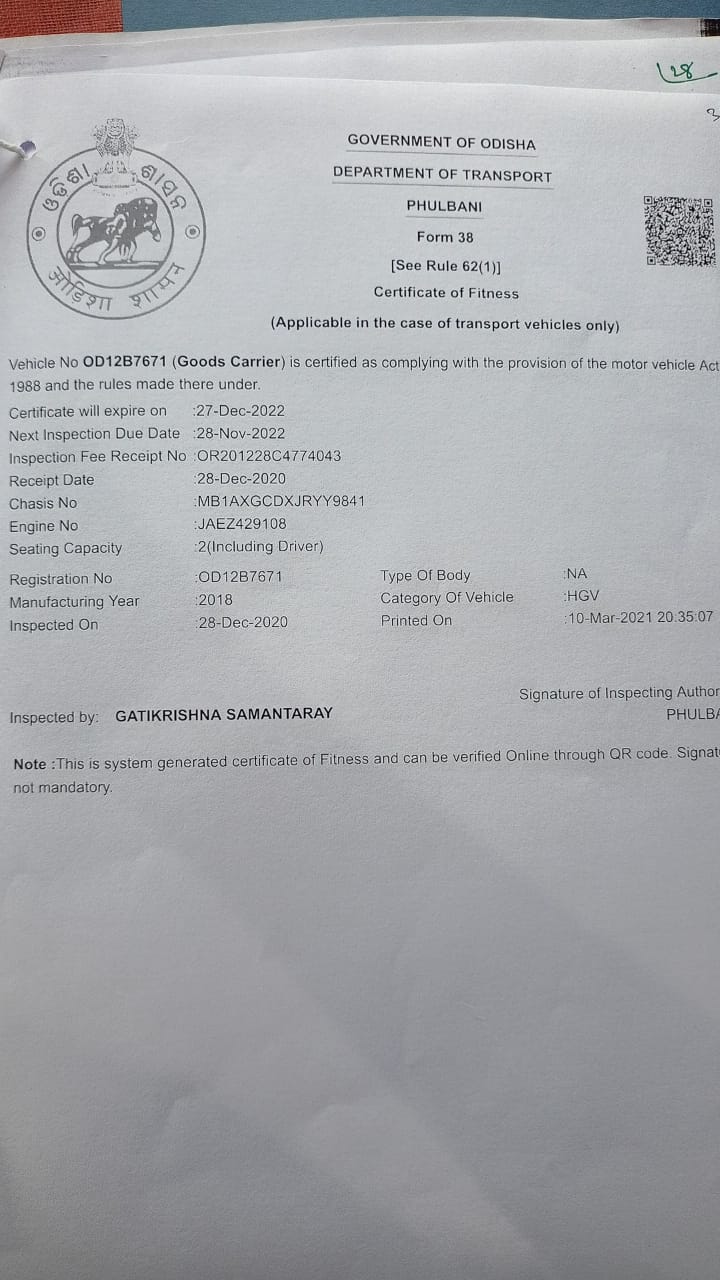 128
3
ଓଡ଼ିଶା ଶାସନ
ओड़िशा शासन
GOVERNMENT OF ODISHA
DEPARTMENT OF TRANSPORT
PHULBANI
Form 38
[See Rule 62(1)]
Certificate of Fitness
(Applicable in the case of transport vehicles only)
Vehicle No OD12B7671 (Goods Carrier) is certified as complying with the provision of the motor vehicle Act
1988 and the rules made there under.
Certificate will expire on :27-Dec-2022
Next Inspection Due Date :28-Nov-2022
Inspection Fee Receipt No :OR201228C4774043
Receipt Date :28-Dec-2020
Chasis No :MB1AXGCDXJRYY9841
Engine No :JAEZ429108
Seating Capacity :2(Including Driver)
Registration No :OD12B7671 Type Of Body :NA
Manufacturing Year :2018 Category Of Vehicle :HGV
Inspected On :28-Dec-2020 Printed On :10-Mar-2021 20:35:07
Signature of Inspecting Author
Inspected by: GATIKRISHNA SAMANTARAY PHULBA
Note :This is system generated certificate of Fitness and can be verified Online through QR code. Signat
not mandatory.